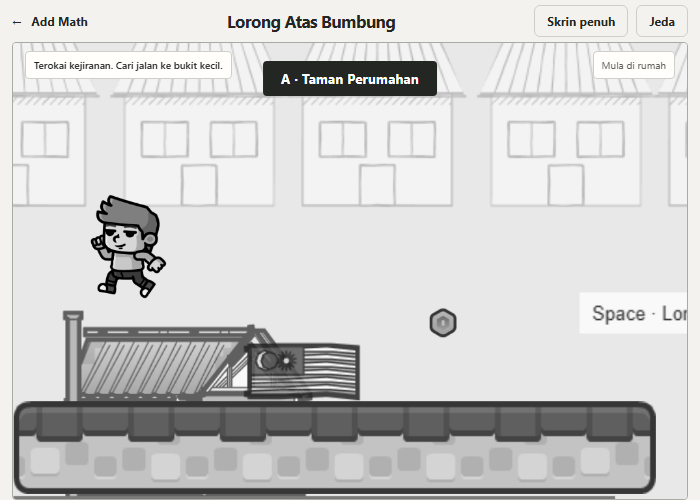 ← Add Math
Lorong Atas Bumbung
Skrin penuh
Jeda
Terokai kejiranan. Cari jalan ke bukit kecil.
A · Taman Perumahan
Mula di rumah
Space · Lor